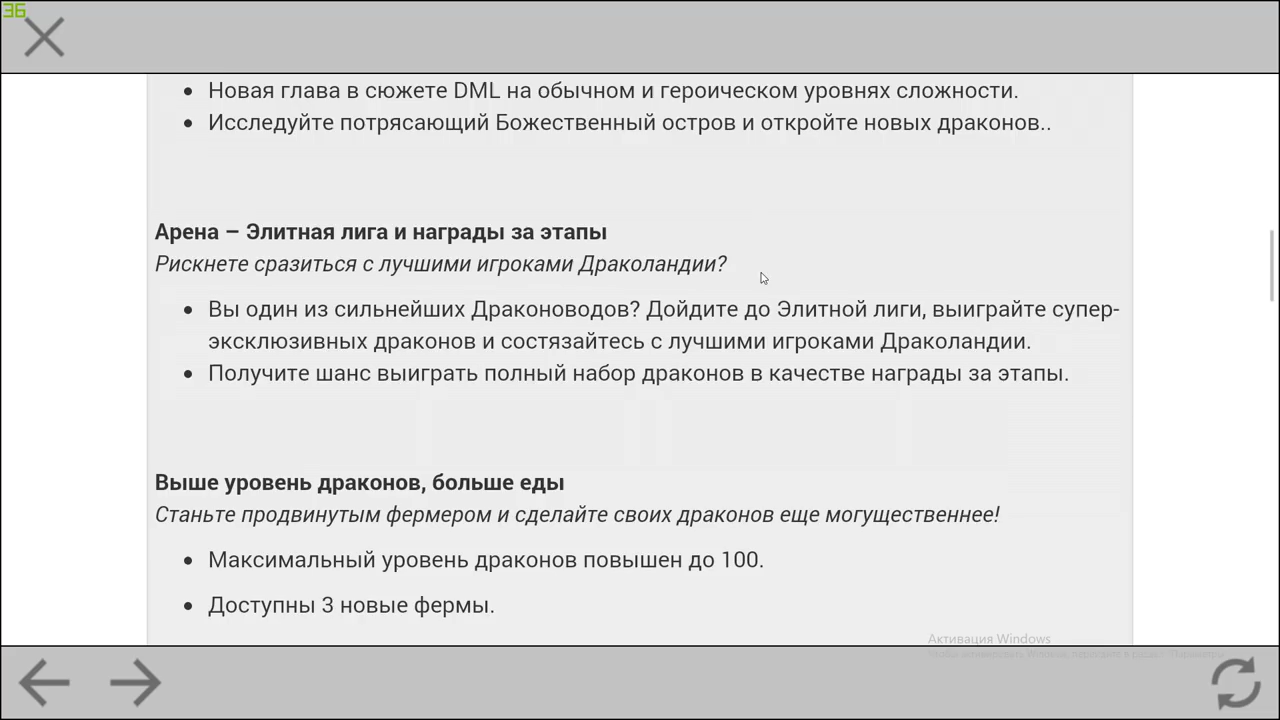 36
• Новая глава в сюжете DML на обычном и героическом уровнях сложности.
• Исследуйте потрясающий Божественный остров и откройте новых драконов..
Арена – Элитная лига и награды за этапы
Рискнете сразиться с лучшими игроками Драколандии?
• Вы один из сильнейших Драконоводов? Дойдите до Элитной лиги, выиграйте супер-
эксклюзивных драконов и состязайтесь с лучшими игроками Драколандии.
• Получите шанс выиграть полный набор драконов в качестве награды за этапы.
Выше уровень драконов, больше еды
Станьте продвинутым фермером и сделайте своих драконов еще могущественнее!
• Максимальный уровень драконов повышен до 100.
• Доступны 3 новые фермы.
Активация Windows